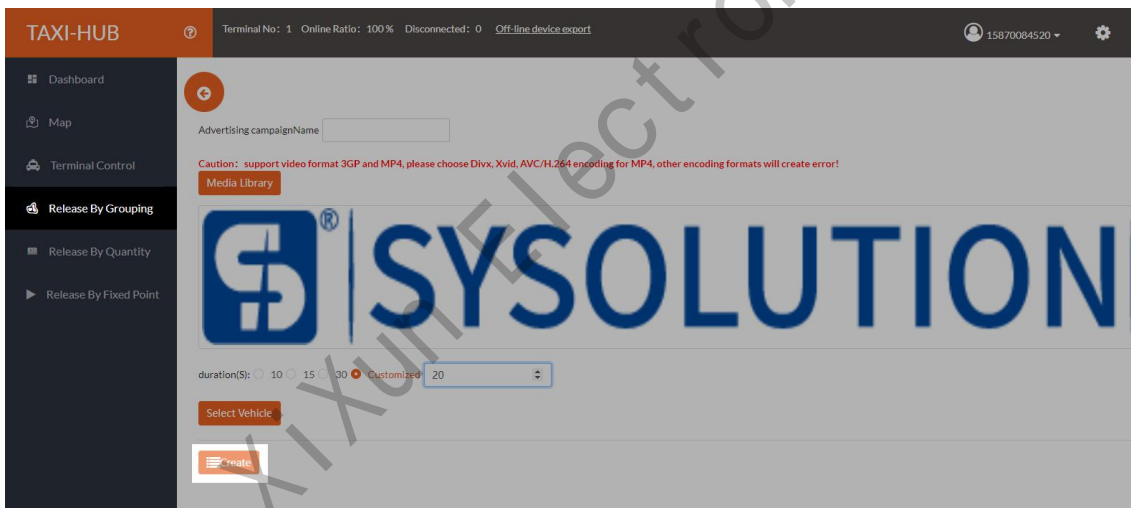 TAXI-HUB
Terminal No: 1 Online Ratio: 100% Disconnected: 0 Off-line device export
15870084520
Dashboard
Map
Advertising campaignName
Terminal Control
Caution: support video format 3GP and MP4, please choose Divx, Xvid, AVC/H.264 encoding for MP4, other encoding formats will create error!
Media Library
Release By Grouping
® SYSOLUTION
Release By Quantity
Release By Fixed Point
duration(S): 10 15 30 Customized 20
Select Vehicle
Create
XiXun Electro